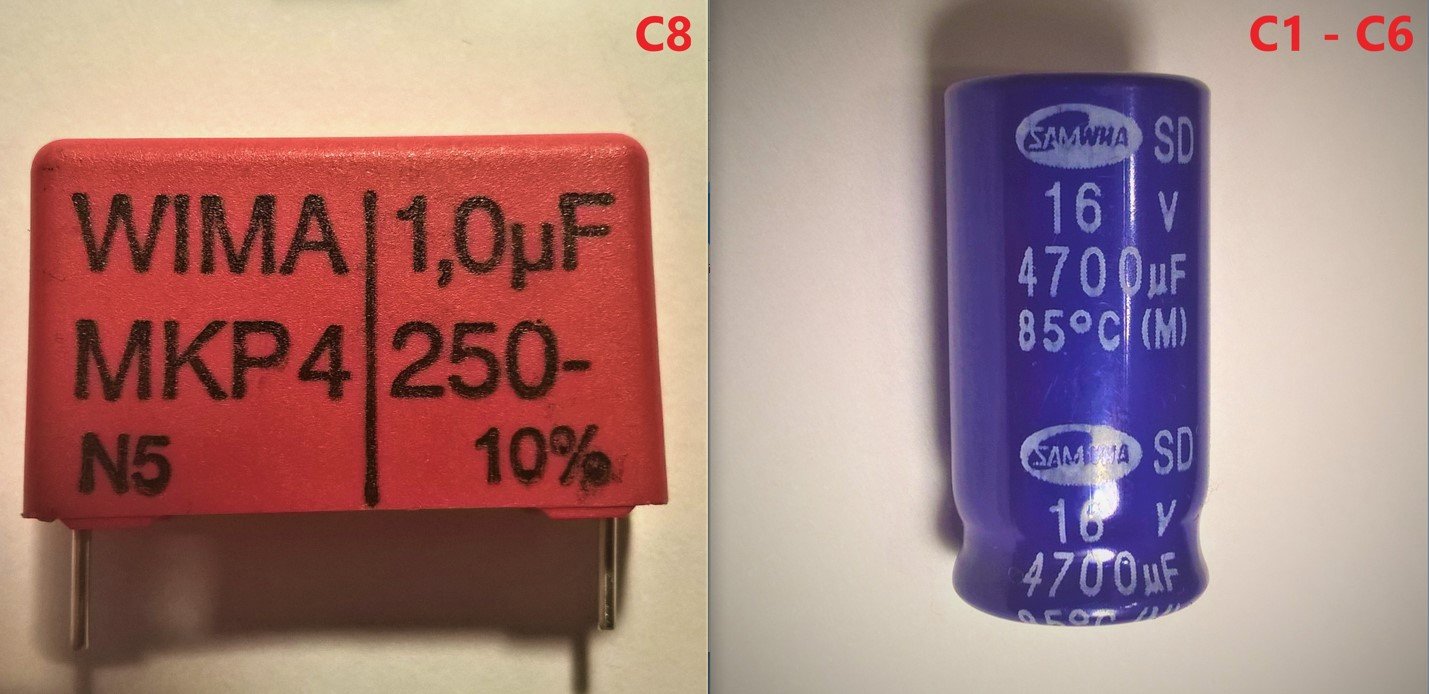 C8
WIMA 1,0µF
MKP4 250-
N5 10%
C1 - C6
SAMWHA SD
16 V
4700µF
85°C (M)
SAMWHA SD
16 V
4700µF
85°C (M)